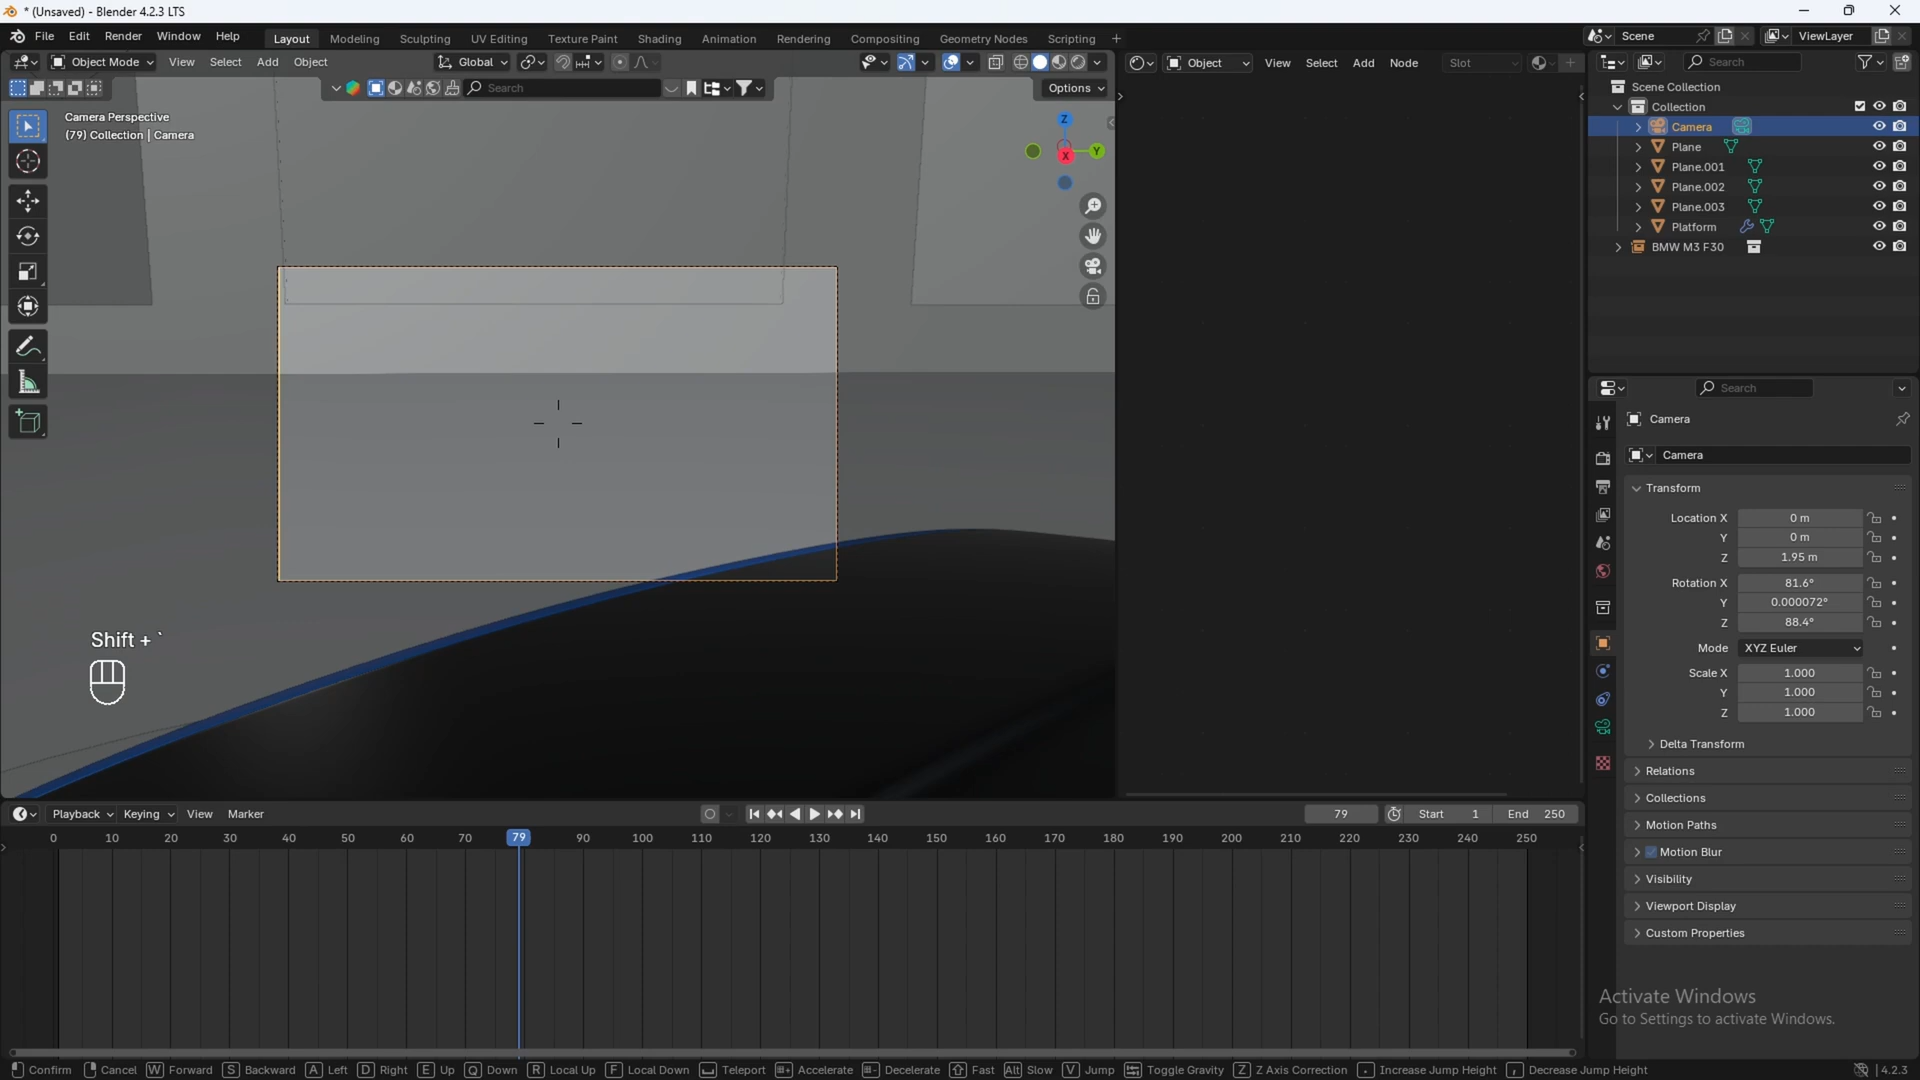 * (Unsaved) - Blender 4.2.3 LTS
File Edit Render Window Help Layout Modeling Sculpting UV Editing Texture Paint Shading Animation Rendering Compositing Geometry Nodes Scripting + Scene ViewLayer
Object Mode View Select Add Object Global Object View Select Add Node Slot Search
Search Options
Camera Perspective
(79) Collection | Camera
Z
Y
X
Scene Collection
Collection
Camera
Plane
Plane.001
Plane.002
Plane.003
Platform
BMW M3 F30
Search
Camera
Camera
Transform
Location X 0 m
Y 0 m
Z 1.95 m
Rotation X 81.6°
Y 0.000072°
Z 88.4°
Mode XYZ Euler
Scale X 1.000
Y 1.000
Z 1.000
Delta Transform
Relations
Collections
Motion Paths
Motion Blur
Visibility
Viewport Display
Custom Properties
Shift + `
Playback Keying View Marker 79 Start 1 End 250
0 10 20 30 40 50 60 70 79 90 100 110 120 130 140 150 160 170 180 190 200 210 220 230 240 250
Activate Windows
Go to Settings to activate Windows.
Confirm Cancel W Forward S Backward A Left D Right E Up Q Down R Local Up F Local Down Teleport Accelerate Decelerate Fast Alt Slow V Jump Toggle Gravity Z Z Axis Correction . Increase Jump Height , Decrease Jump Height 4.2.3